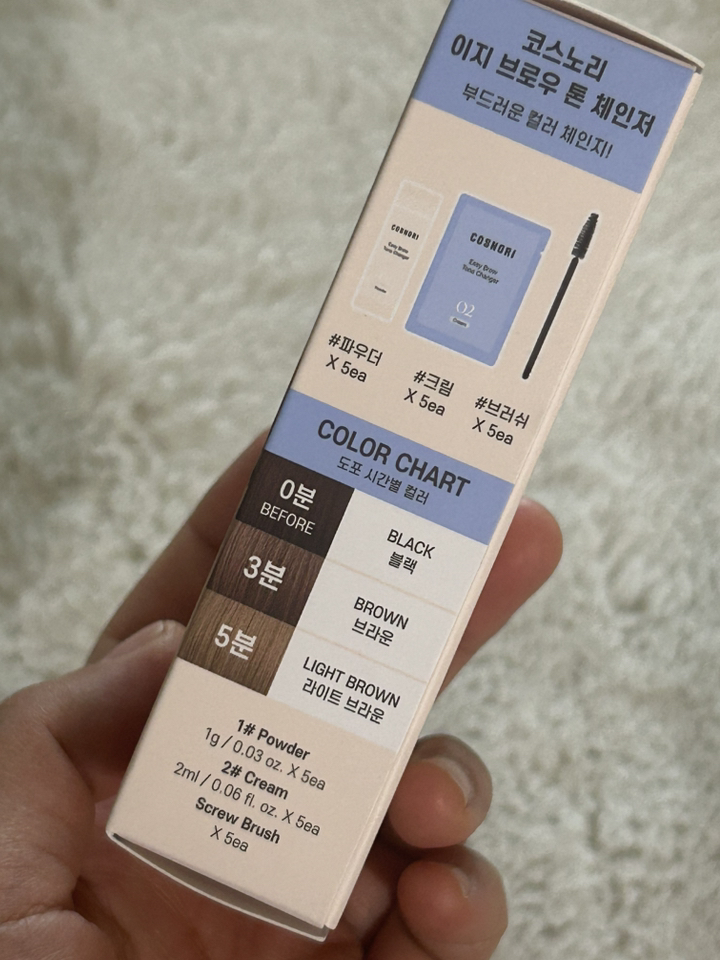 코스노리
이지 브로우 톤 체인저
부드러운 컬러 체인지!
COSNORI
Easy Brow
Tone Changer
Powder
COSNORI
Easy Brow
Tone Changer
02
Cream
#파우더
X 5ea
#크림
X 5ea
#브러쉬
X 5ea
COLOR CHART
도포 시간별 컬러
0분
BEFORE
BLACK
블랙
3분
BROWN
브라운
5분
LIGHT BROWN
라이트 브라운
1# Powder
1g / 0.03 oz. X 5ea
2# Cream
2ml / 0.06 fl. oz. X 5ea
Screw Brush
X 5ea